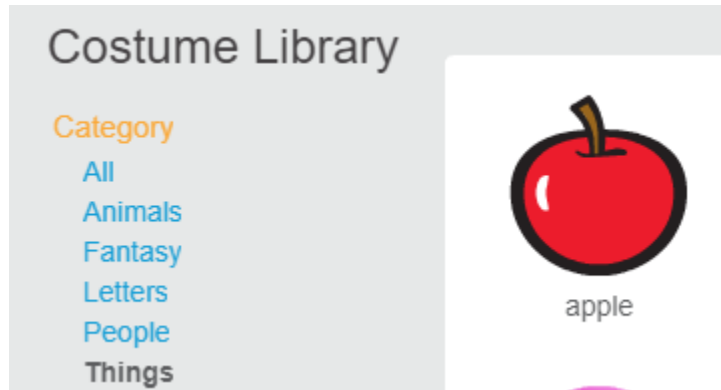 Costume Library
Category
All
Animals
Fantasy
Letters
People
Things
apple